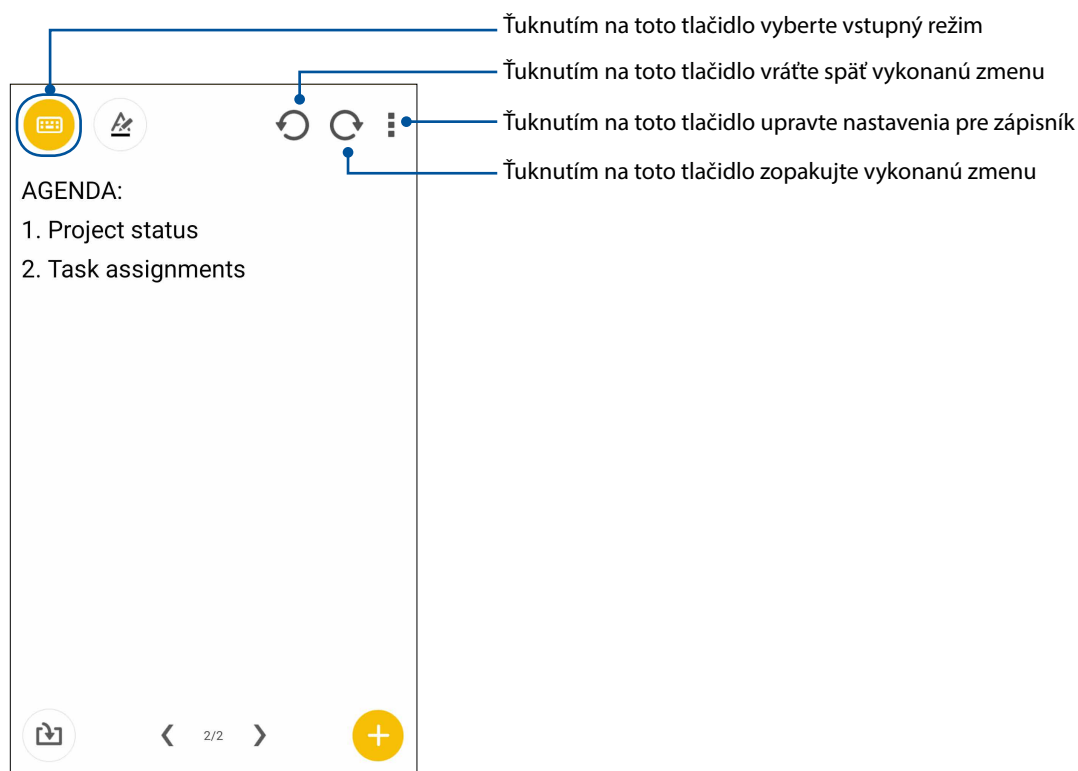 Ťuknutím na toto tlačidlo vyberte vstupný režim
Ťuknutím na toto tlačidlo vráťte späť vykonanú zmenu
Ťuknutím na toto tlačidlo upravte nastavenia pre zápisník
Ťuknutím na toto tlačidlo zopakujte vykonanú zmenu
AGENDA:
1. Project status
2. Task assignments
2/2